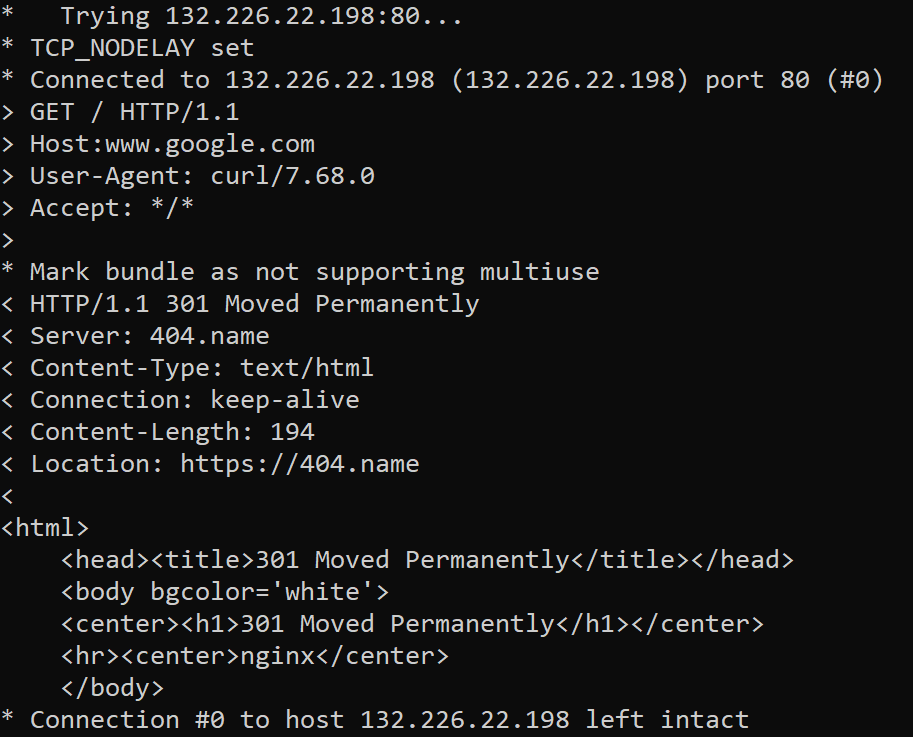 *   Trying 132.226.22.198:80...
* TCP_NODELAY set
* Connected to 132.226.22.198 (132.226.22.198) port 80 (#0)
> GET / HTTP/1.1
> Host:www.google.com
> User-Agent: curl/7.68.0
> Accept: */*
>
* Mark bundle as not supporting multiuse
< HTTP/1.1 301 Moved Permanently
< Server: 404.name
< Content-Type: text/html
< Connection: keep-alive
< Content-Length: 194
< Location: https://404.name
<
<html>
    <head><title>301 Moved Permanently</title></head>
    <body bgcolor='white'>
    <center><h1>301 Moved Permanently</h1></center>
    <hr><center>nginx</center>
    </body>
* Connection #0 to host 132.226.22.198 left intact